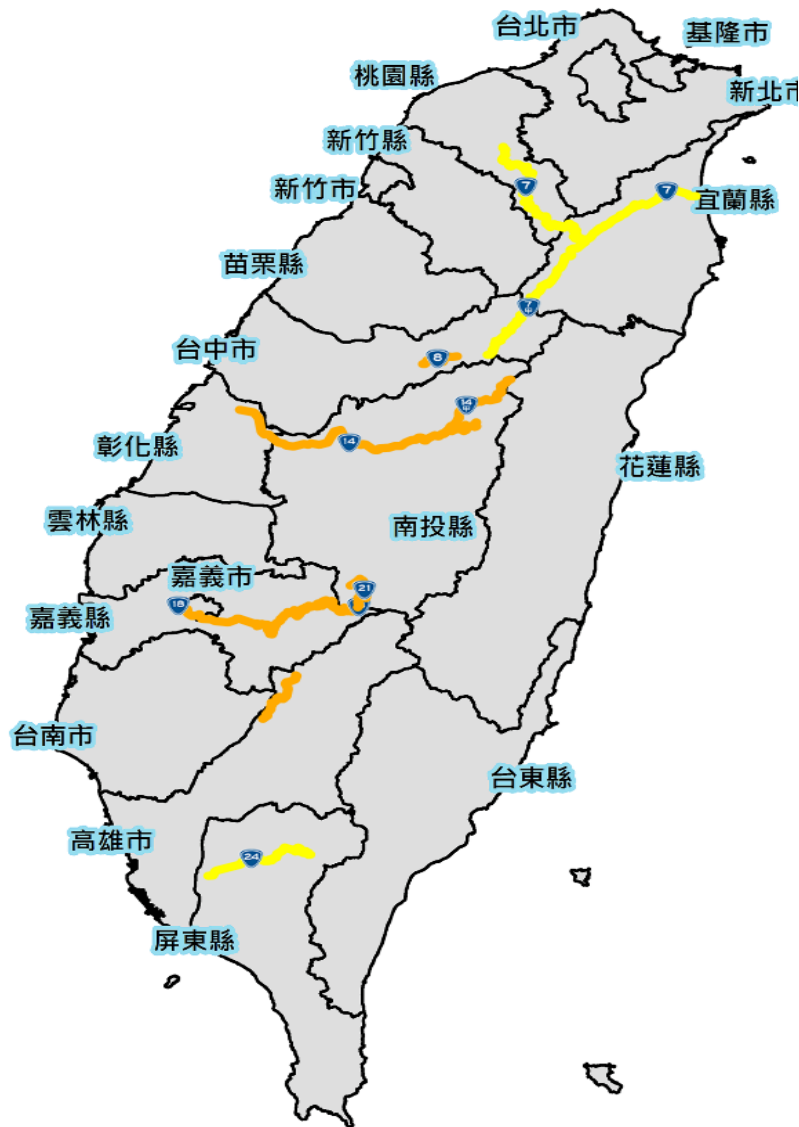 台北市
基隆市
桃園縣
新北市
新竹縣
7
7
新竹市
宜蘭縣
苗栗縣
7
甲
台中市
8
14
甲
彰化縣
14
花蓮縣
雲林縣
南投縣
嘉義市
21
18
嘉義縣
台南市
台東縣
高雄市
24
屏東縣